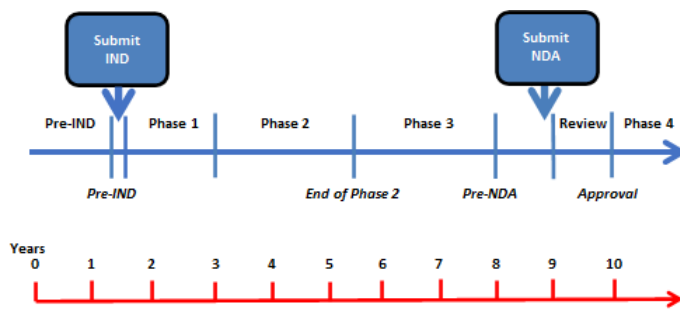 Submit
IND
Submit
NDA
Pre-IND Phase 1 Phase 2 Phase 3 Review Phase 4
Pre-IND End of Phase 2 Pre-NDA Approval
Years
0 1 2 3 4 5 6 7 8 9 10